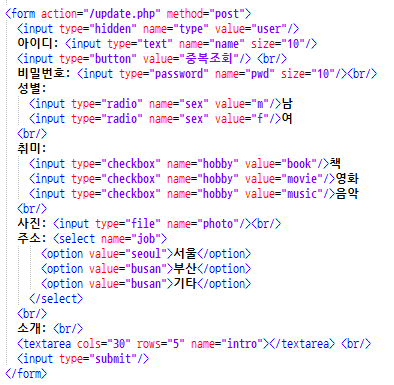 <form action="/update.php" method="post">
<input type="hidden" name="type" value="user"/>
아이디: <input type="text" name="name" size="10"/>
<input type="button" value="중복조회"/> <br/>
비밀번호: <input type="password" name="pwd" size="10"/><br/>
성별:
<input type="radio" name="sex" value="m"/>남
<input type="radio" name="sex" value="f"/>여
<br/>
취미:
<input type="checkbox" name="hobby" value="book"/>책
<input type="checkbox" name="hobby" value="movie"/>영화
<input type="checkbox" name="hobby" value="music"/>음악
<br/>
사진: <input type="file" name="photo"/><br/>
주소: <select name="job">
<option value="seoul">서울</option>
<option value="busan">부산</option>
<option value="busan">기타</option>
</select>
<br/>
소개: <br/>
<textarea cols="30" rows="5" name="intro"></textarea> <br/>
<input type="submit"/>
</form>